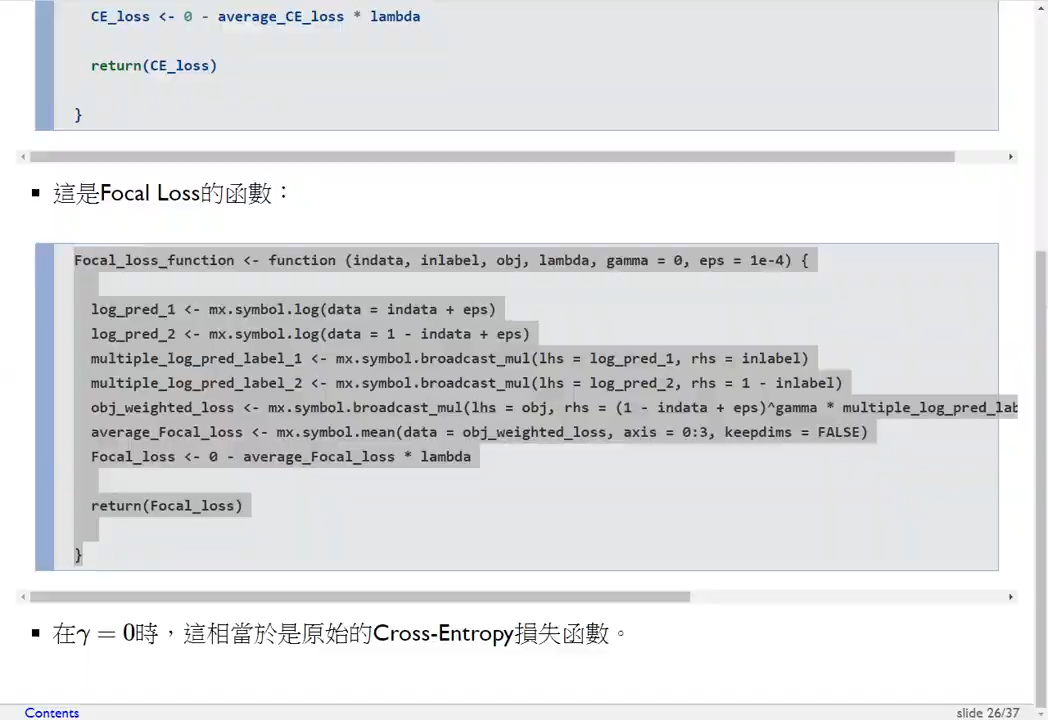 CE_loss <- 0 - average_CE_loss * lambda
return(CE_loss)
}
這是Focal Loss的函數：
Focal_loss_function <- function (indata, inlabel, obj, lambda, gamma = 0, eps = 1e-4) {
log_pred_1 <- mx.symbol.log(data = indata + eps)
log_pred_2 <- mx.symbol.log(data = 1 - indata + eps)
multiple_log_pred_label_1 <- mx.symbol.broadcast_mul(lhs = log_pred_1, rhs = inlabel)
multiple_log_pred_label_2 <- mx.symbol.broadcast_mul(lhs = log_pred_2, rhs = 1 - inlabel)
obj_weighted_loss <- mx.symbol.broadcast_mul(lhs = obj, rhs = (1 - indata + eps)^gamma * multiple_log_pred_lab
average_Focal_loss <- mx.symbol.mean(data = obj_weighted_loss, axis = 0:3, keepdims = FALSE)
Focal_loss <- 0 - average_Focal_loss * lambda
return(Focal_loss)
}
在γ = 0時，這相當於是原始的Cross-Entropy損失函數。
Contents
slide 26/37